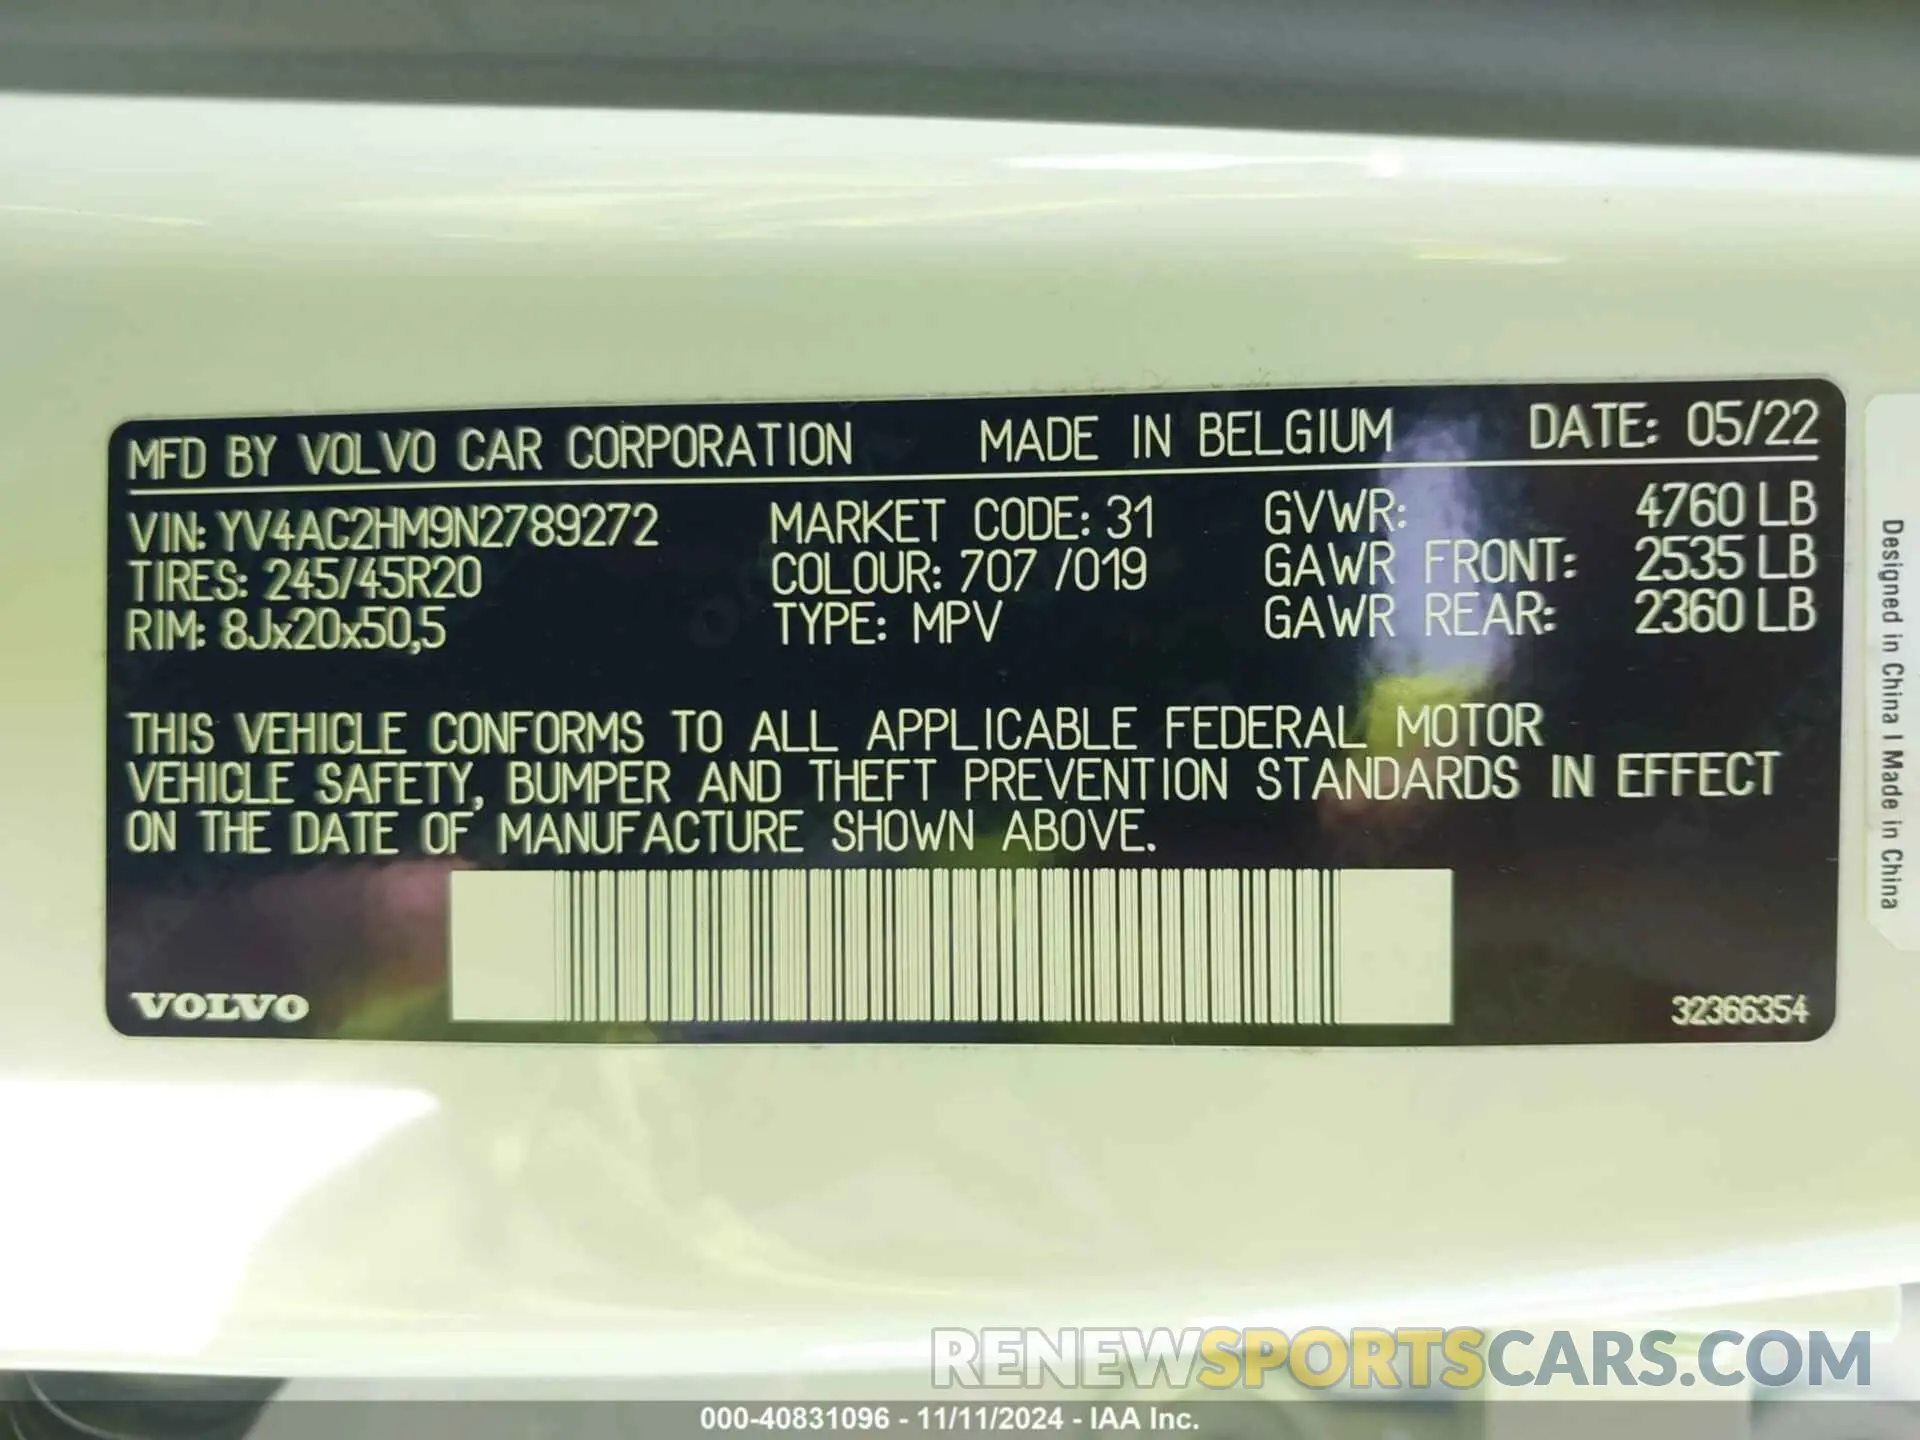 MFD BY VOLVO CAR CORPORATION MADE IN BELGIUM DATE: 05/22
VIN: YV4AC2HM9N2789272 MARKET CODE: 31 GVWR: 4760 LB
TIRES: 245/45R20 COLOUR: 707 /019 GAWR FRONT: 2535 LB
RIM: 8Jx20x50,5 TYPE: MPV GAWR REAR: 2360 LB
THIS VEHICLE CONFORMS TO ALL APPLICABLE FEDERAL MOTOR
VEHICLE SAFETY, BUMPER AND THEFT PREVENTION STANDARDS IN EFFECT
ON THE DATE OF MANUFACTURE SHOWN ABOVE.
VOLVO 32366354
Designed in China | Made in China
RENEWSPORTSCARS.COM
000-40831096 - 11/11/2024 - IAA Inc.